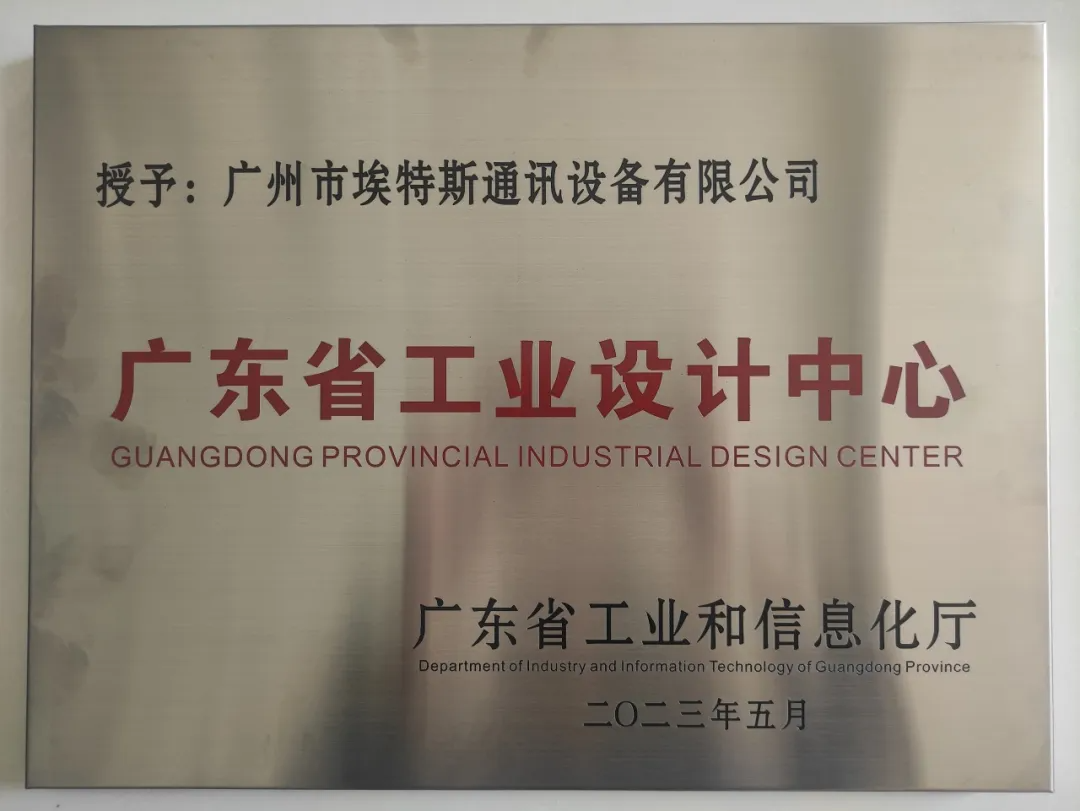 授予：广州市埃特斯通讯设备有限公司
广东省工业设计中心
GUANGDONG PROVINCIAL INDUSTRIAL DESIGN CENTER
广东省工业和信息化厅
Department of Industry and Information Technology of Guangdong Province
二〇二三年五月